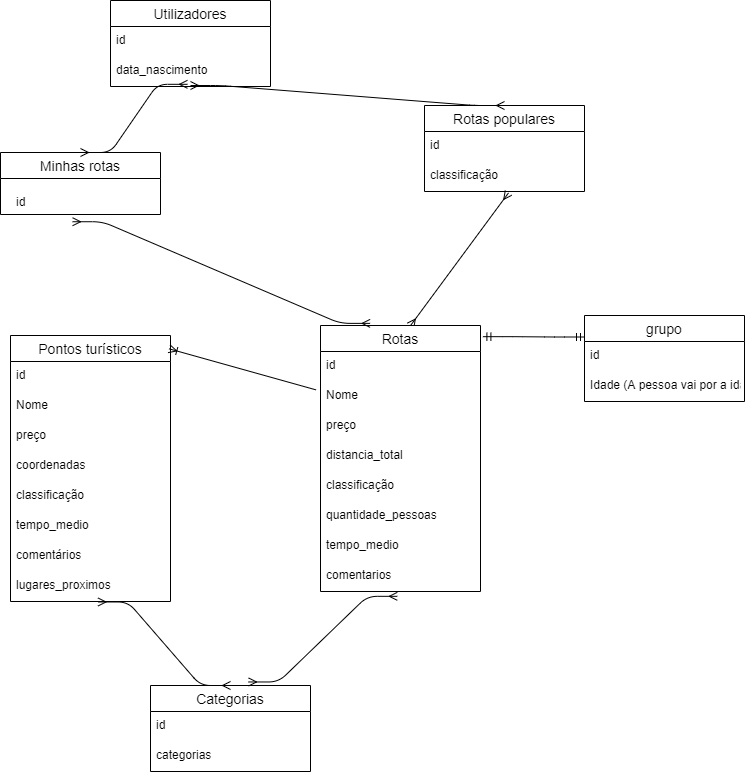 Utilizadores
id
data_nascimento
Rotas populares
id
classificação
Minhas rotas
id
grupo
id
Idade (A pessoa vai por a id
Rotas
id
Nome
preço
distancia_total
classificação
quantidade_pessoas
tempo_medio
comentarios
Pontos turísticos
id
Nome
preço
coordenadas
classificação
tempo_medio
comentários
lugares_proximos
Categorias
id
categorias